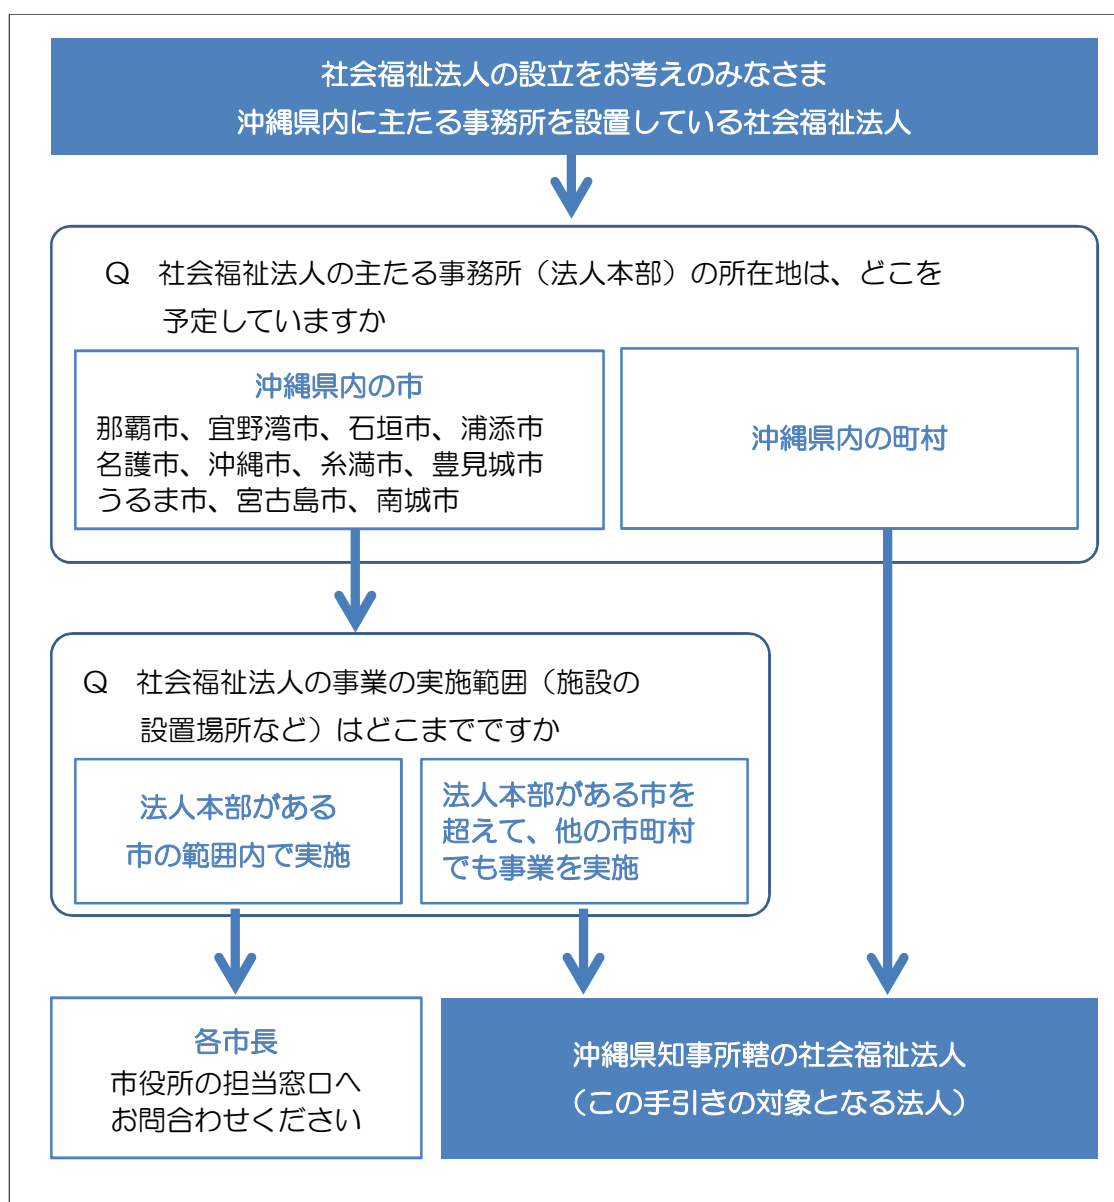 社会福祉法人の設立をお考えのみなさま
沖縄県内に主たる事務所を設置している社会福祉法人
Q 社会福祉法人の主たる事務所（法人本部）の所在地は、どこを
予定していますか
沖縄県内の市
那覇市、宜野湾市、石垣市、浦添市
名護市、沖縄市、糸満市、豊見城市
うるま市、宮古島市、南城市
沖縄県内の町村
Q 社会福祉法人の事業の実施範囲（施設の
設置場所など）はどこまでですか
法人本部がある
市の範囲内で実施
法人本部がある市を
超えて、他の市町村
でも事業を実施
各市長
市役所の担当窓口へ
お問合わせください
沖縄県知事所轄の社会福祉法人
（この手引きの対象となる法人）